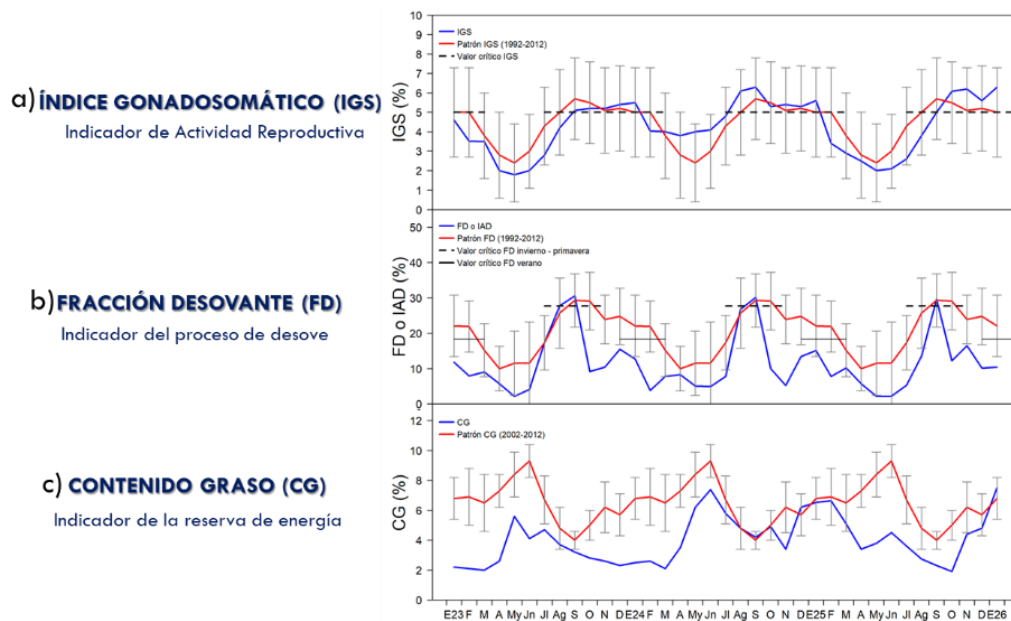 a) ÍNDICE GONADOSOMÁTICO (IGS)
Indicador de Actividad Reproductiva
IGS (%)
10
9
8
7
6
5
4
3
2
1
0
IGS
Patrón IGS (1992-2012)
Valor crítico IGS
b) FRACCIÓN DESOVANTE (FD)
Indicador del proceso de desove
FD o IAD (%)
50
40
30
20
10
0
FD o IAD
Patrón FD (1992-2012)
Valor crítico FD invierno - primavera
Valor crítico FD verano
c) CONTENIDO GRASO (CG)
Indicador de la reserva de energía
CG (%)
12
10
8
6
4
2
0
CG
Patrón CG (2002-2012)
E23 F M A My Jn Jl Ag S O N D E24 F M A My Jn Jl Ag S O N D E25 F M A My Jn Jl Ag S O N D E26